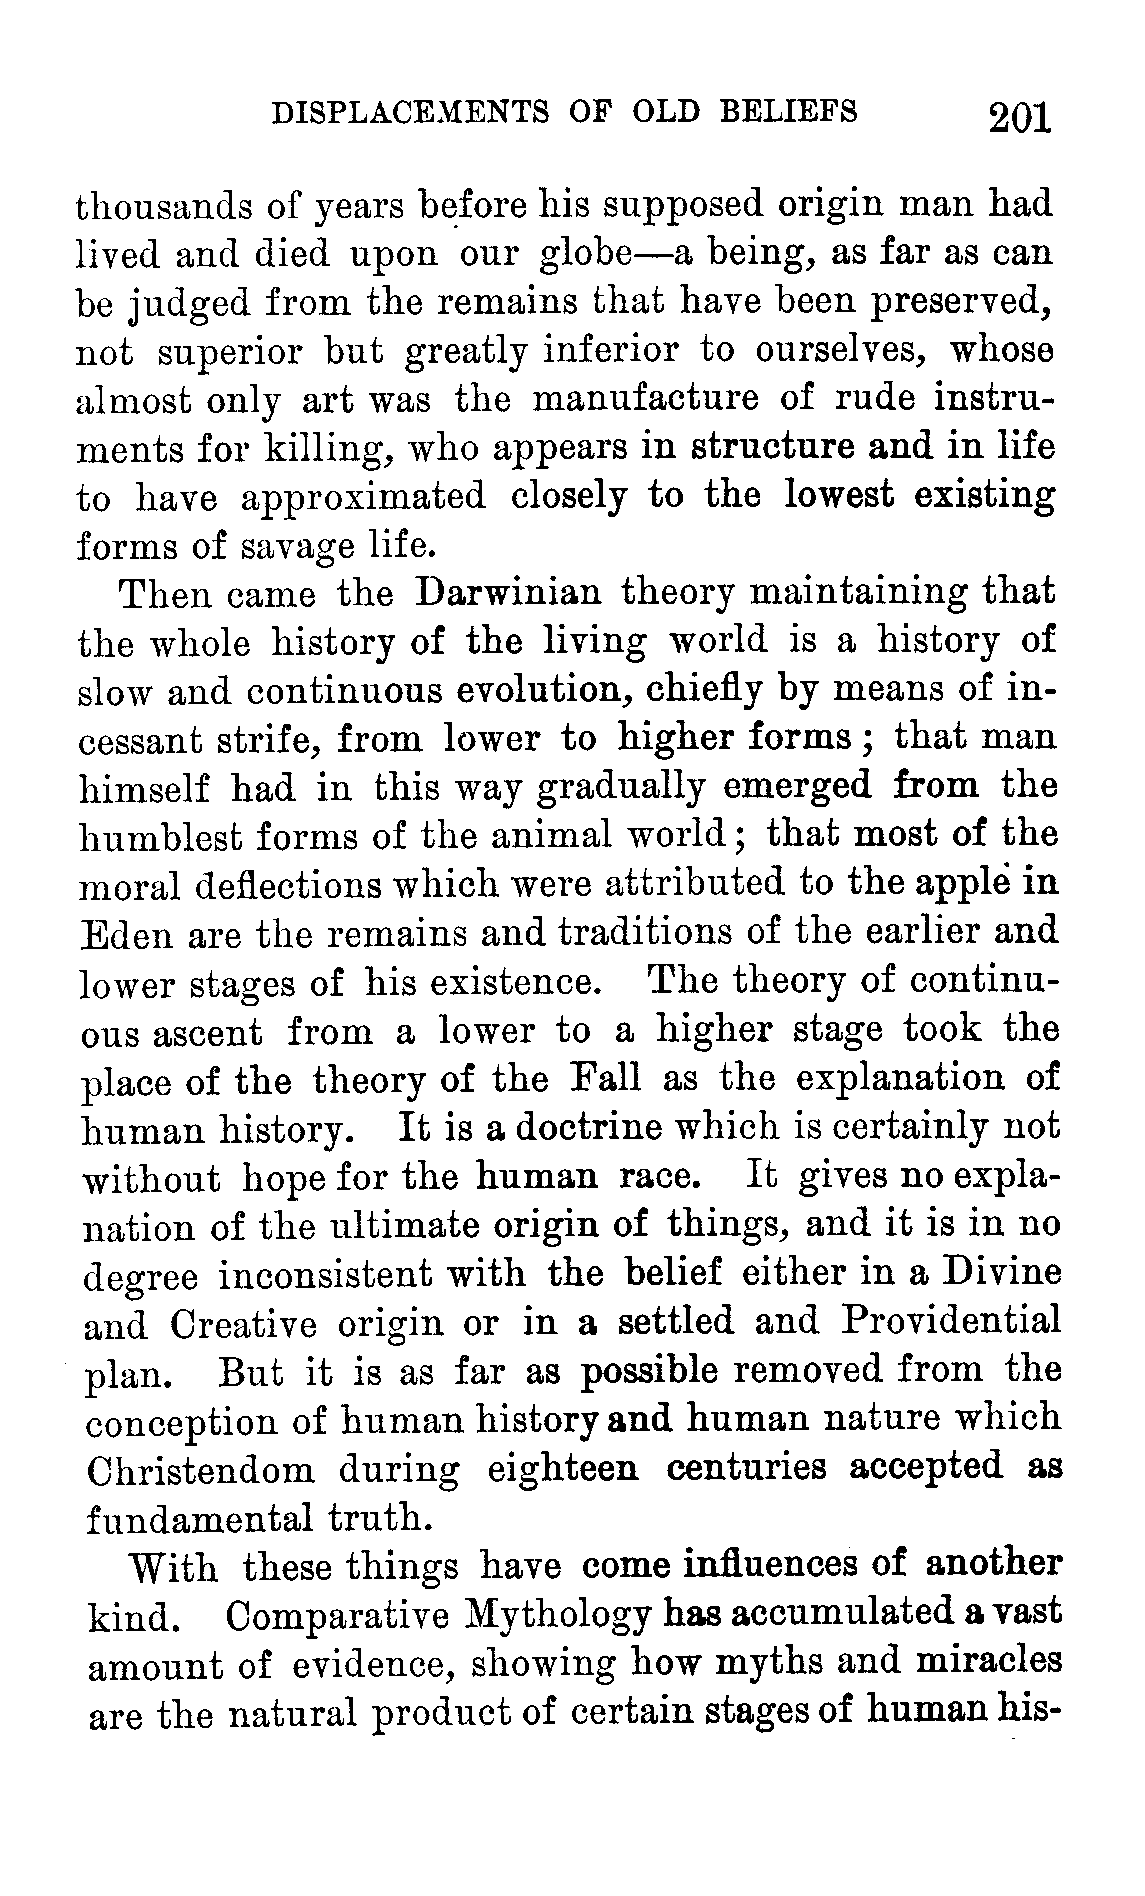 DISPLACEMENTS OF OLD BELIEFS 201
thousands of years before his supposed origin man had
lived and died upon our globe—a being, as far as can
be judged from the remains that have been preserved,
not superior but greatly inferior to ourselves, whose
almost only art was the manufacture of rude instru-
ments for killing, who appears in structure and in life
to have approximated closely to the lowest existing
forms of savage life.
Then came the Darwinian theory maintaining that
the whole history of the living world is a history of
slow and continuous evolution, chiefly by means of in-
cessant strife, from lower to higher forms; that man
himself had in this way gradually emerged from the
humblest forms of the animal world; that most of the
moral deflections which were attributed to the apple in
Eden are the remains and traditions of the earlier and
lower stages of his existence. The theory of continu-
ous ascent from a lower to a higher stage took the
place of the theory of the Fall as the explanation of
human history. It is a doctrine which is certainly not
without hope for the human race. It gives no expla-
nation of the ultimate origin of things, and it is in no
degree inconsistent with the belief either in a Divine
and Creative origin or in a settled and Providential
plan. But it is as far as possible removed from the
conception of human history and human nature which
Christendom during eighteen centuries accepted as
fundamental truth.
With these things have come influences of another
kind. Comparative Mythology has accumulated a vast
amount of evidence, showing how myths and miracles
are the natural product of certain stages of human his-